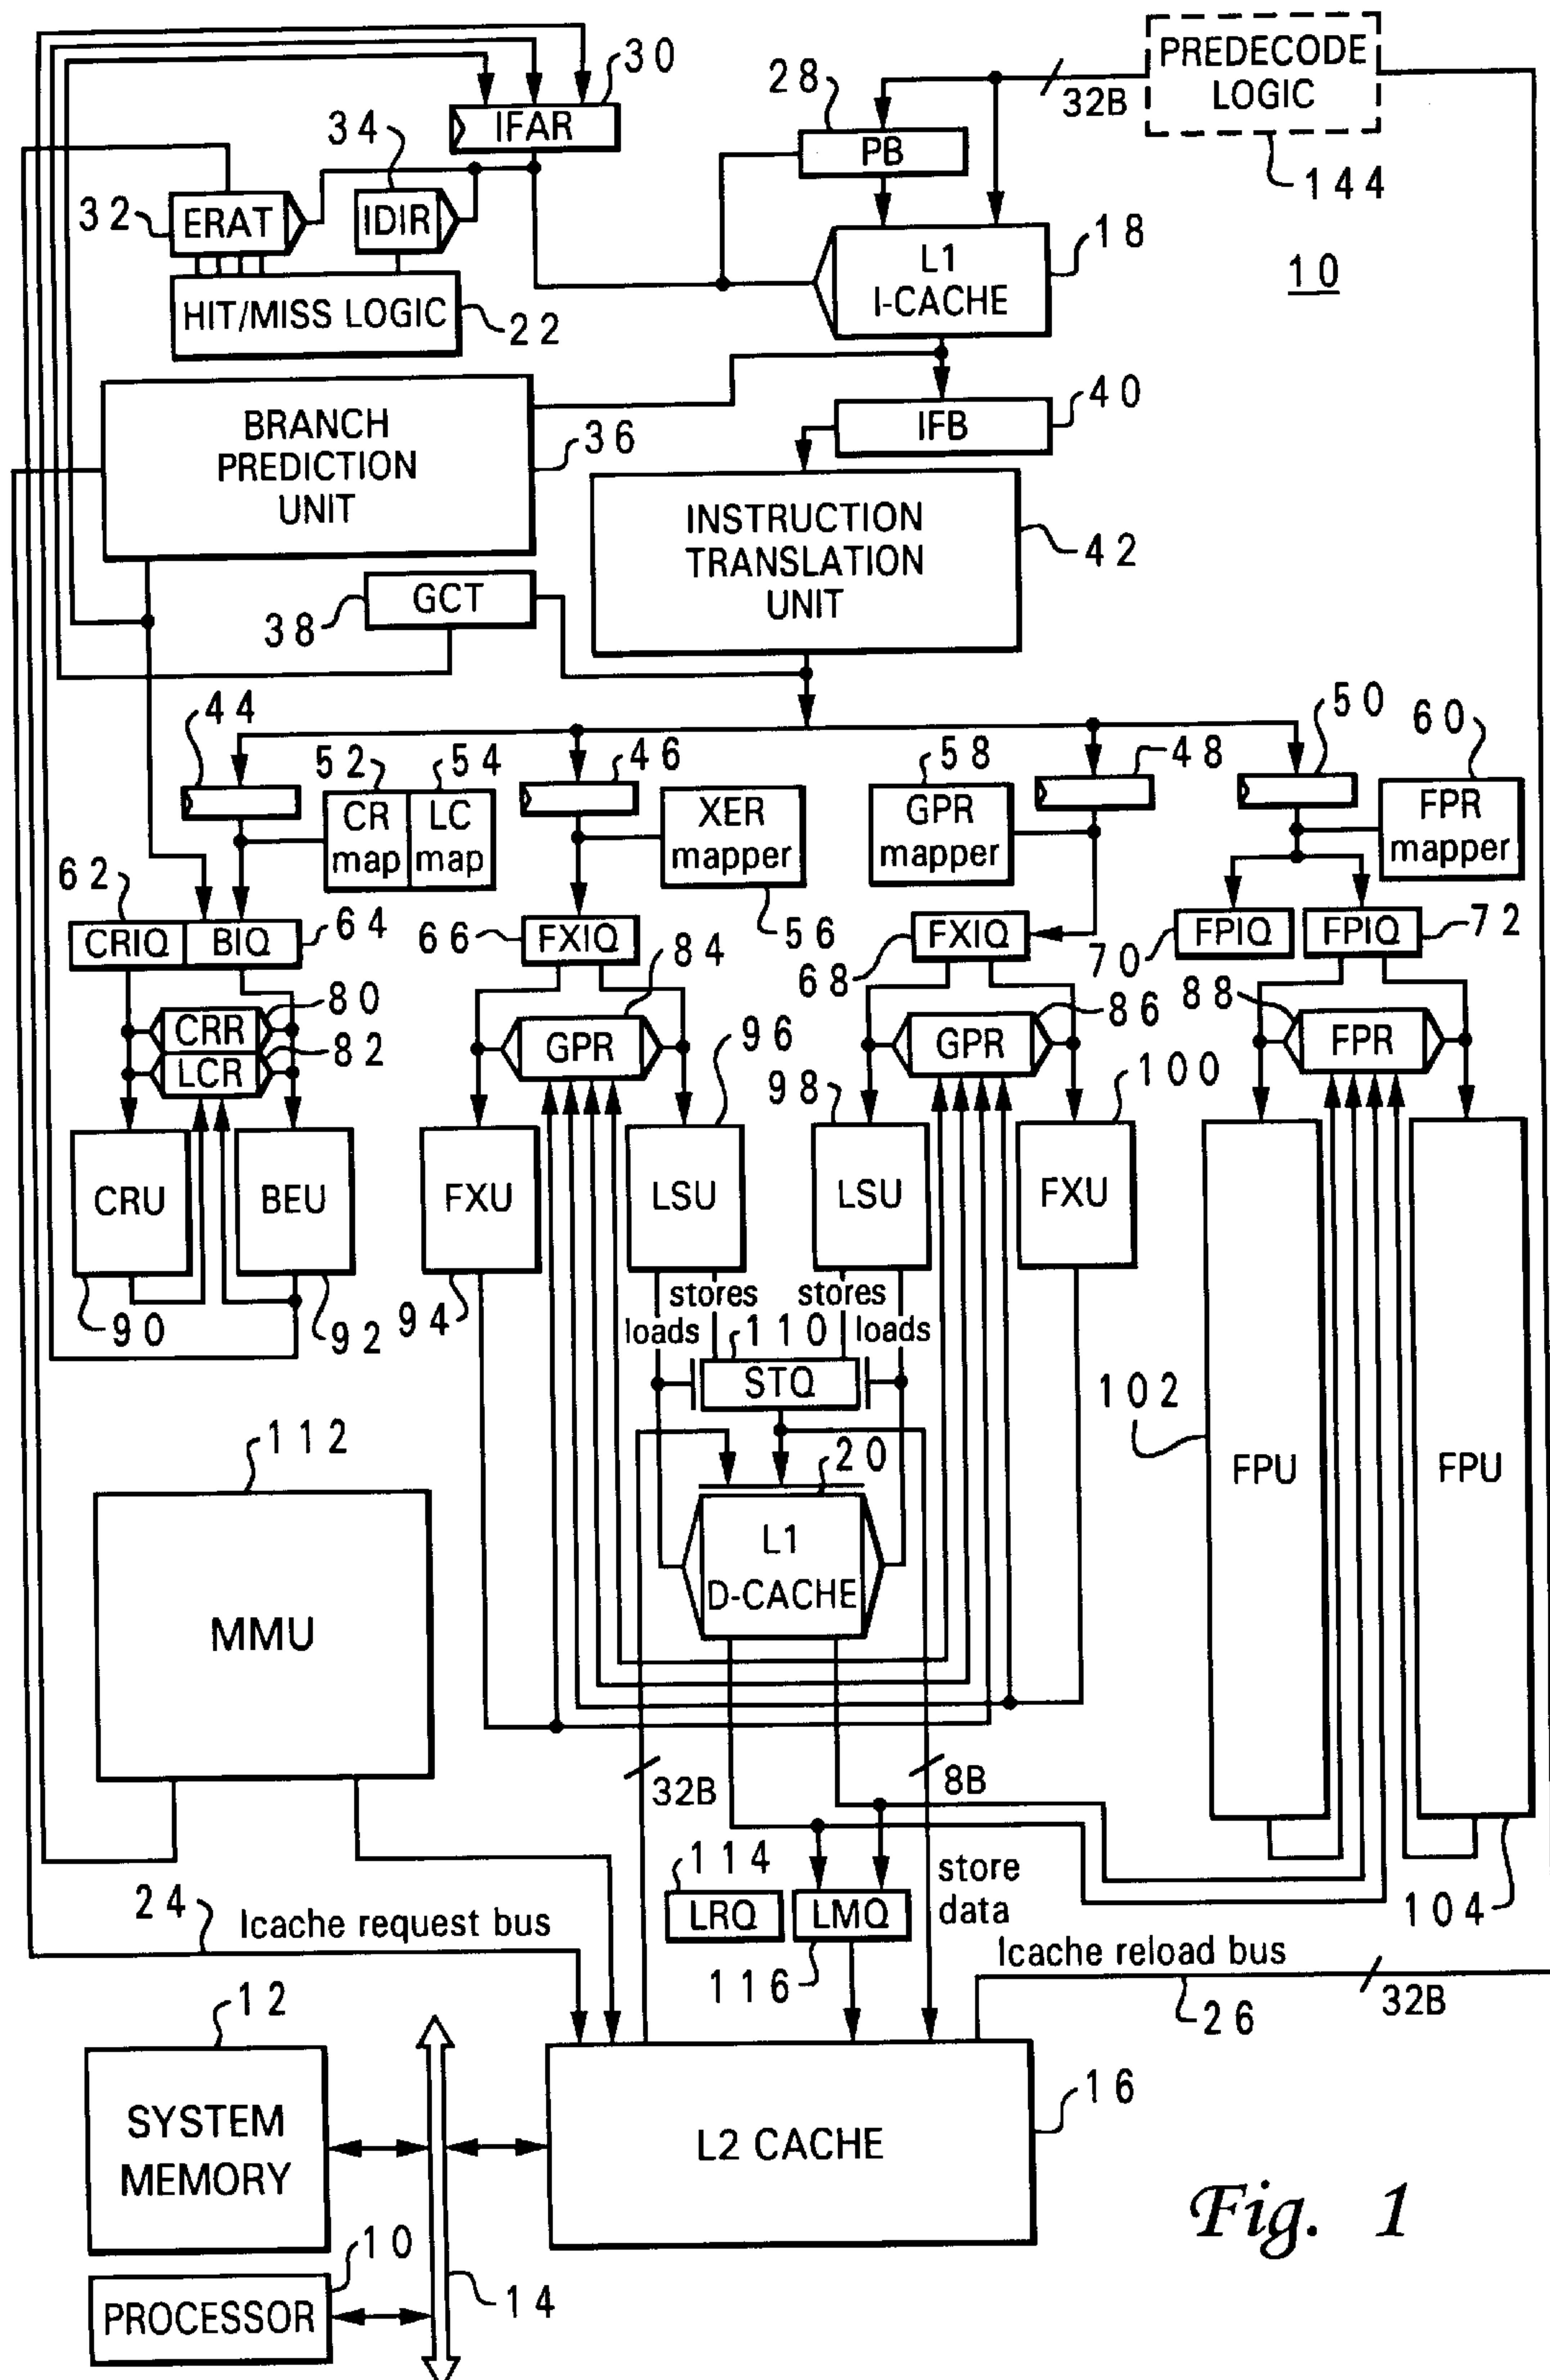 30
PREDECODE
LOGIC
28
32B
IFAR
34
PB
144
32
ERAT
IDIR
18
L1
I-CACHE
10
HIT/MISS LOGIC
22
40
BRANCH
PREDICTION
UNIT
36
IFB
INSTRUCTION
TRANSLATION
UNIT
42
GCT
38
44
52
54
46
58
48
50
60
CR
map
LC
map
XER
mapper
GPR
mapper
FPR
mapper
62
CRIQ
BIQ
64
66
FXIQ
56
84
68
FXIQ
70
FPIQ
FPIQ
72
80
CRR
LCR
82
GPR
96
GPR
86
88
FPR
98
100
CRU
BEU
FXU
LSU
LSU
FXU
90
92
94
stores
stores
loads
loads
110
STQ
102
20
FPU
FPU
112
L1
D-CACHE
MMU
32B
8B
114
store
data
LRQ
LMQ
104
24
Icache request bus
116
Icache reload bus
32B
26
12
SYSTEM
MEMORY
16
L2 CACHE
10
PROCESSOR
14
Fig. 1